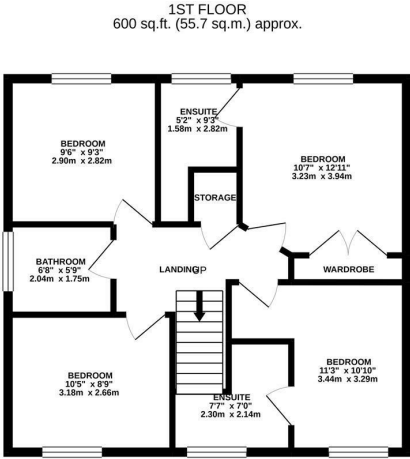 1ST FLOOR
600 sq.ft. (55.7 sq.m.) approx.
ENSUITE
5'2" x 9'3"
1.58m x 2.82m
BEDROOM
9'6" x 9'3"
2.90m x 2.82m
BEDROOM
10'7" x 12'11"
3.23m x 3.94m
STORAGE
BATHROOM
6'8" x 5'9"
2.04m x 1.75m
LANDING
UP
WARDROBE
BEDROOM
10'5" x 8'9"
3.18m x 2.66m
BEDROOM
11'3" x 10'10"
3.44m x 3.29m
ENSUITE
7'7" x 7'0"
2.30m x 2.14m